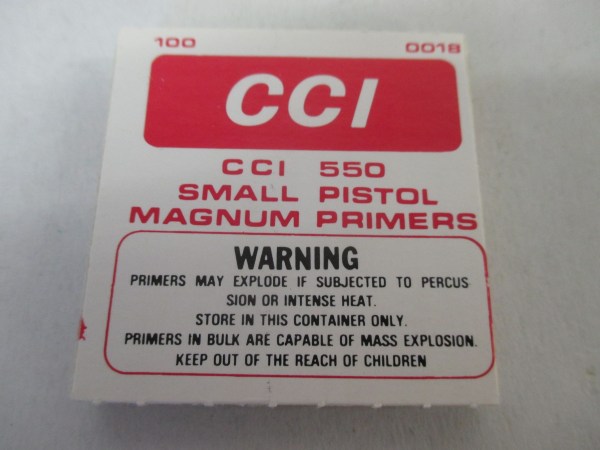 100 0018
CCI
CCI 550
SMALL PISTOL
MAGNUM PRIMERS
WARNING
PRIMERS MAY EXPLODE IF SUBJECTED TO PERCUS
SION OR INTENSE HEAT.
STORE IN THIS CONTAINER ONLY.
PRIMERS IN BULK ARE CAPABLE OF MASS EXPLOSION.
KEEP OUT OF THE REACH OF CHILDREN